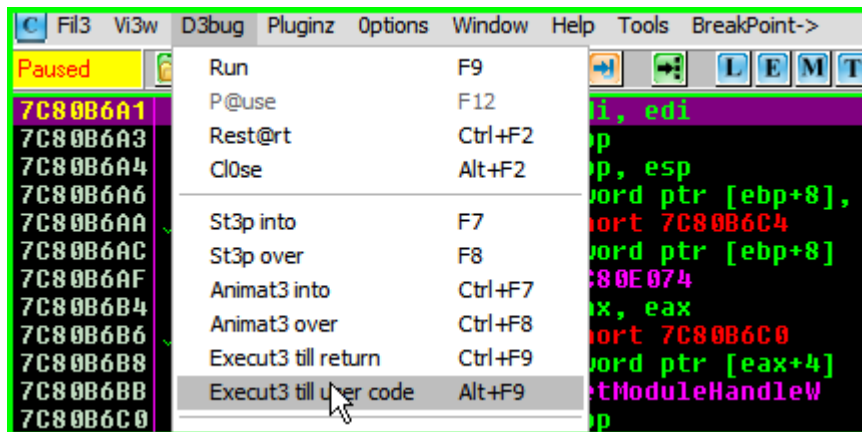 C Fil3 Vi3w D3bug Pluginz 0ptions Window Help Tools BreakPoint->
Paused L E M T
Run F9
P@use F12
Rest@rt Ctrl+F2
Cl0se Alt+F2
St3p into F7
St3p over F8
Animat3 into Ctrl+F7
Animat3 over Ctrl+F8
Execut3 till return Ctrl+F9
Execut3 till user code Alt+F9
7C80B6A1 di, edi
7C80B6A3 bp
7C80B6A4 bp, esp
7C80B6A6 word ptr [ebp+8],
7C80B6AA hort 7C80B6C4
7C80B6AC word ptr [ebp+8]
7C80B6AF C80E074
7C80B6B4 ax, eax
7C80B6B6 hort 7C80B6C0
7C80B6B8 word ptr [eax+4]
7C80B6BB etModuleHandleW
7C80B6C0 bp